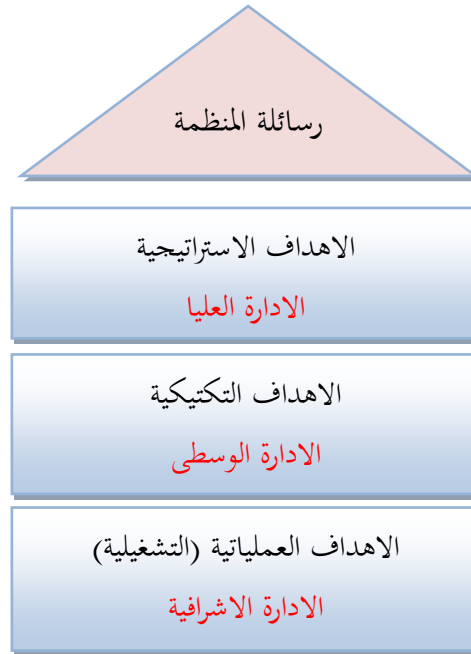 رسائلة المنظمة
الاهداف الاستراتيجية
الادارة العليا
الاهداف التكتيكية
الادارة الوسطى
الاهداف العملياتية (التشغيلية)
الادارة الاشرافية